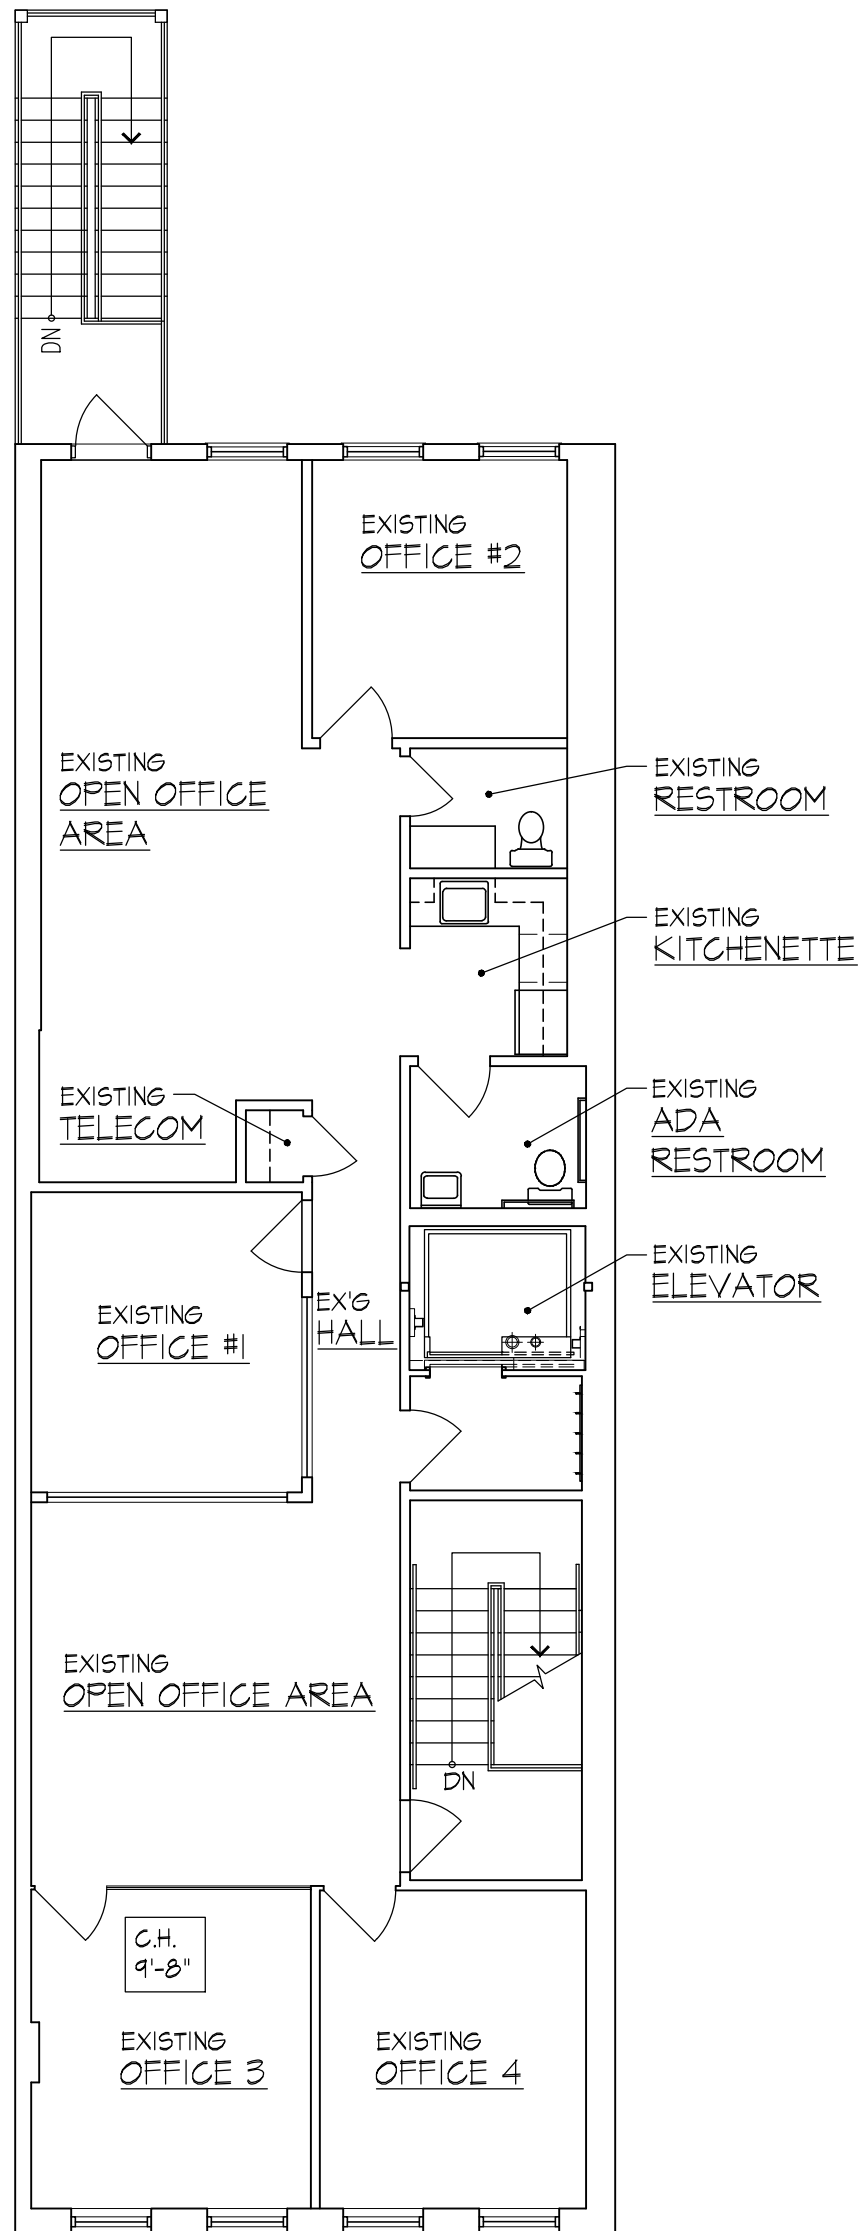 DN
EXISTING
OFFICE #2
EXISTING
OPEN OFFICE
AREA
EXISTING
RESTROOM
EXISTING
KITCHENETTE
EXISTING
TELECOM
EXISTING
ADA
RESTROOM
EXISTING
ELEVATOR
EXISTING
OFFICE #1
EX'G
HALL
EXISTING
OPEN OFFICE AREA
DN
C.H.
9'-8"
EXISTING
OFFICE 3
EXISTING
OFFICE 4